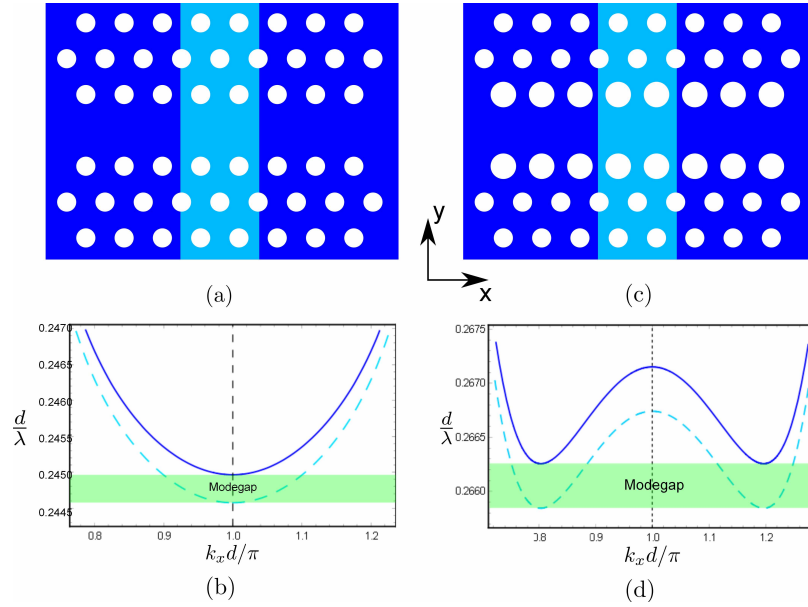 y
x
(a)
(c)
0.2470
0.2465
0.2460
0.2455
0.2450
0.2445
d/λ
Modegap
0.8
0.9
1.0
1.1
1.2
k_x d/π
(b)
0.2675
0.2670
0.2665
0.2660
d/λ
Modegap
0.8
0.9
1.0
1.1
1.2
k_x d/π
(d)